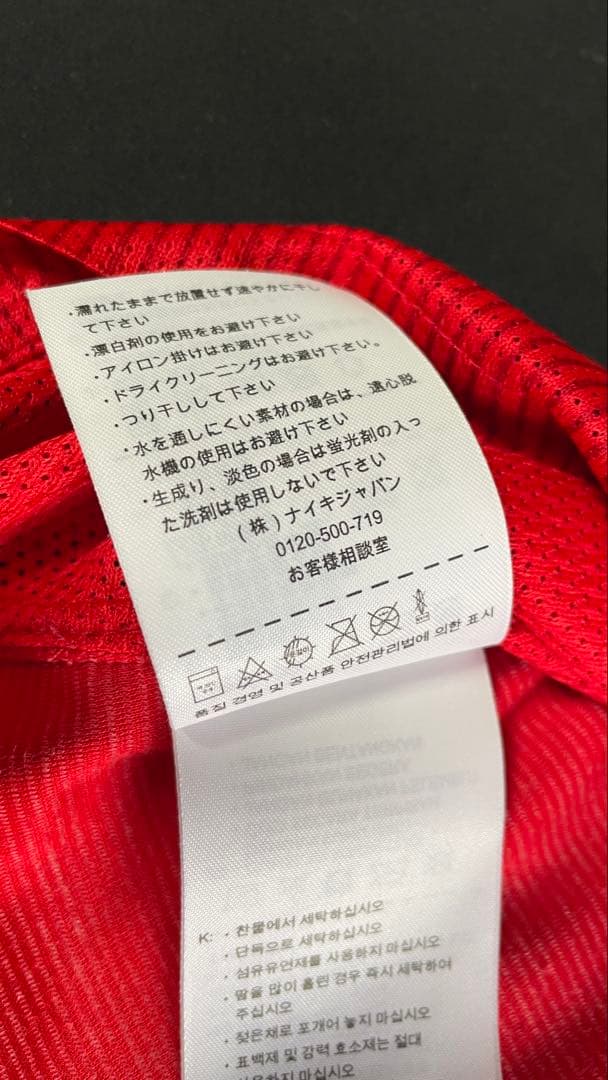 ・濡れたままで放置せず速やかに干し
て下さい
・漂白剤の使用をお避け下さい
・アイロン掛けはお避け下さい
・ドライクリーニングはお避け下さい。
・つり干しして下さい
・水を通しにくい素材の場合は、遠心脱
水機の使用はお避け下さい
・生成り、淡色の場合は蛍光剤の入っ
た洗剤は使用しないで下さい
(株)ナイキジャパン
0120-500-719
お客様相談室
품질 경영 및 공산품 안전관리법에 의한 표시
K: . 찬물에서 세탁하십시오
. 단독으로 세탁하십시오
. 섬유유연제를 사용하지 마십시오
. 땀을 많이 흘린 경우 즉시 세탁하여
주십시오
. 젖은채로 포개어 놓지 마십시오
. 표백제 및 강력 효소제는 절대
사용하지 마십시오